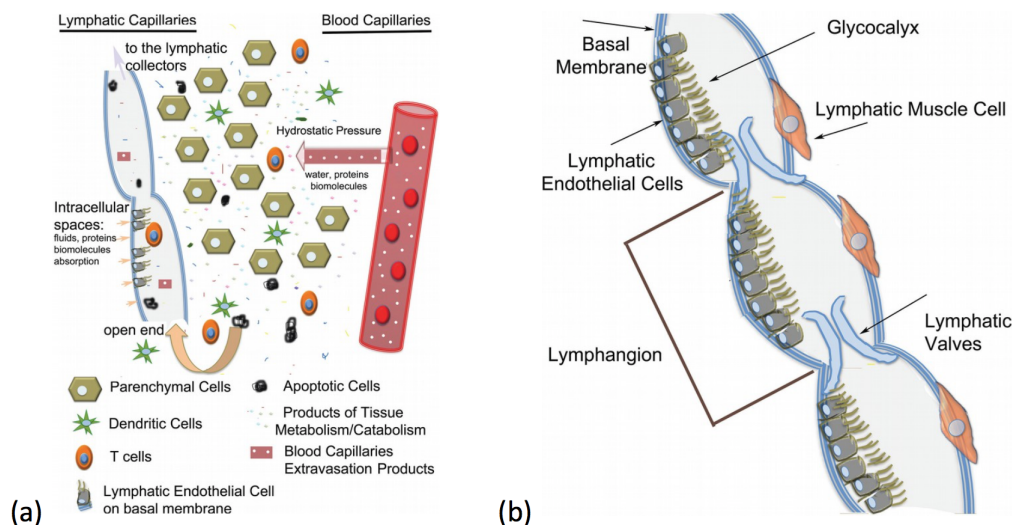 Lymphatic Capillaries
Blood Capillaries
to the lymphatic
collectors
Hydrostatic Pressure
water, proteins
biomolecules
Intracellular
spaces:
fluids, proteins
biomolecules
absorption
open end
Parenchymal Cells
Dendritic Cells
T cells
Lymphatic Endothelial Cell
on basal membrane
Apoptotic Cells
Products of Tissue
Metabolism/Catabolism
Blood Capillaries
Extravasation Products
(a)
Basal
Membrane
Glycocalyx
Lymphatic Muscle Cell
Lymphatic
Endothelial Cells
Lymphangion
Lymphatic
Valves
(b)